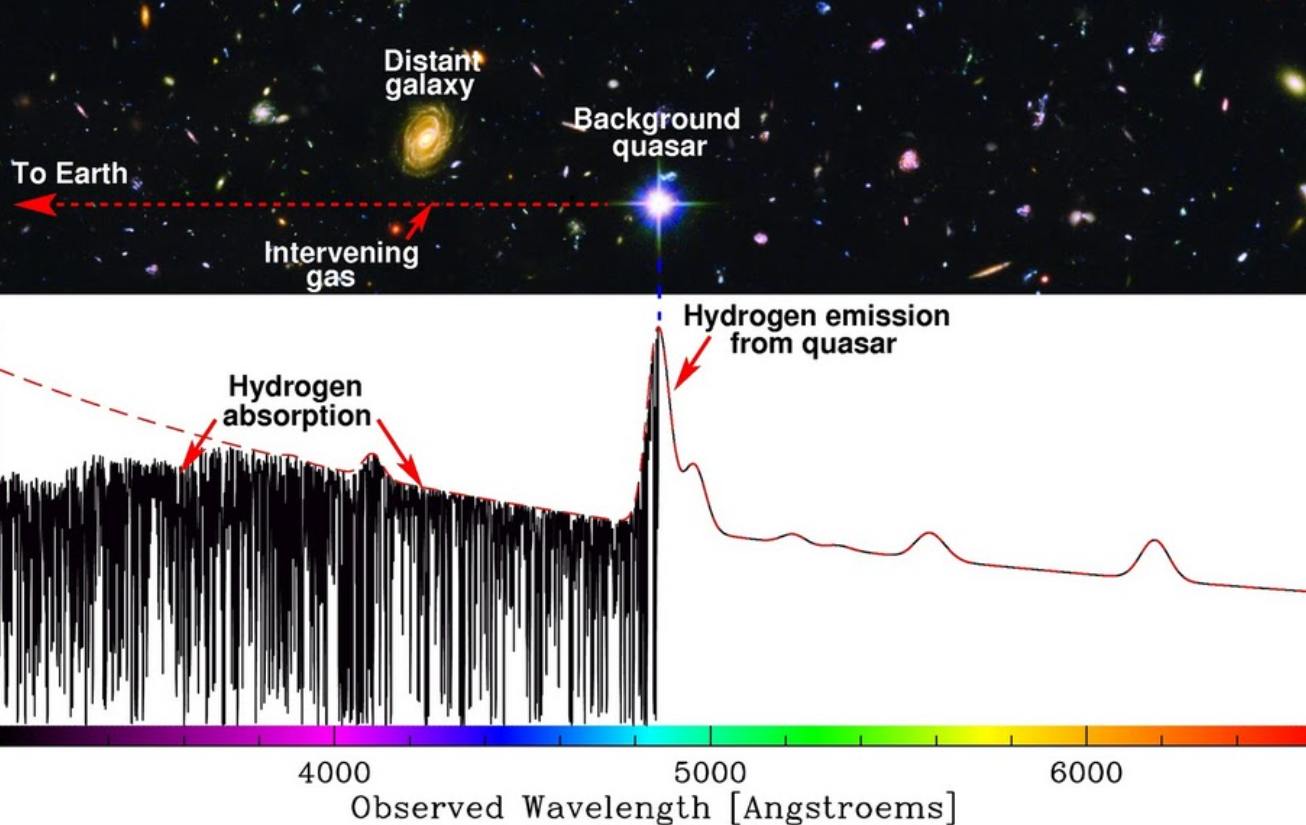 Distant
galaxy
Background
quasar
To Earth
Intervening
gas
Hydrogen emission
from quasar
Hydrogen
absorption
4000
5000
6000
Observed Wavelength [Angstroems]